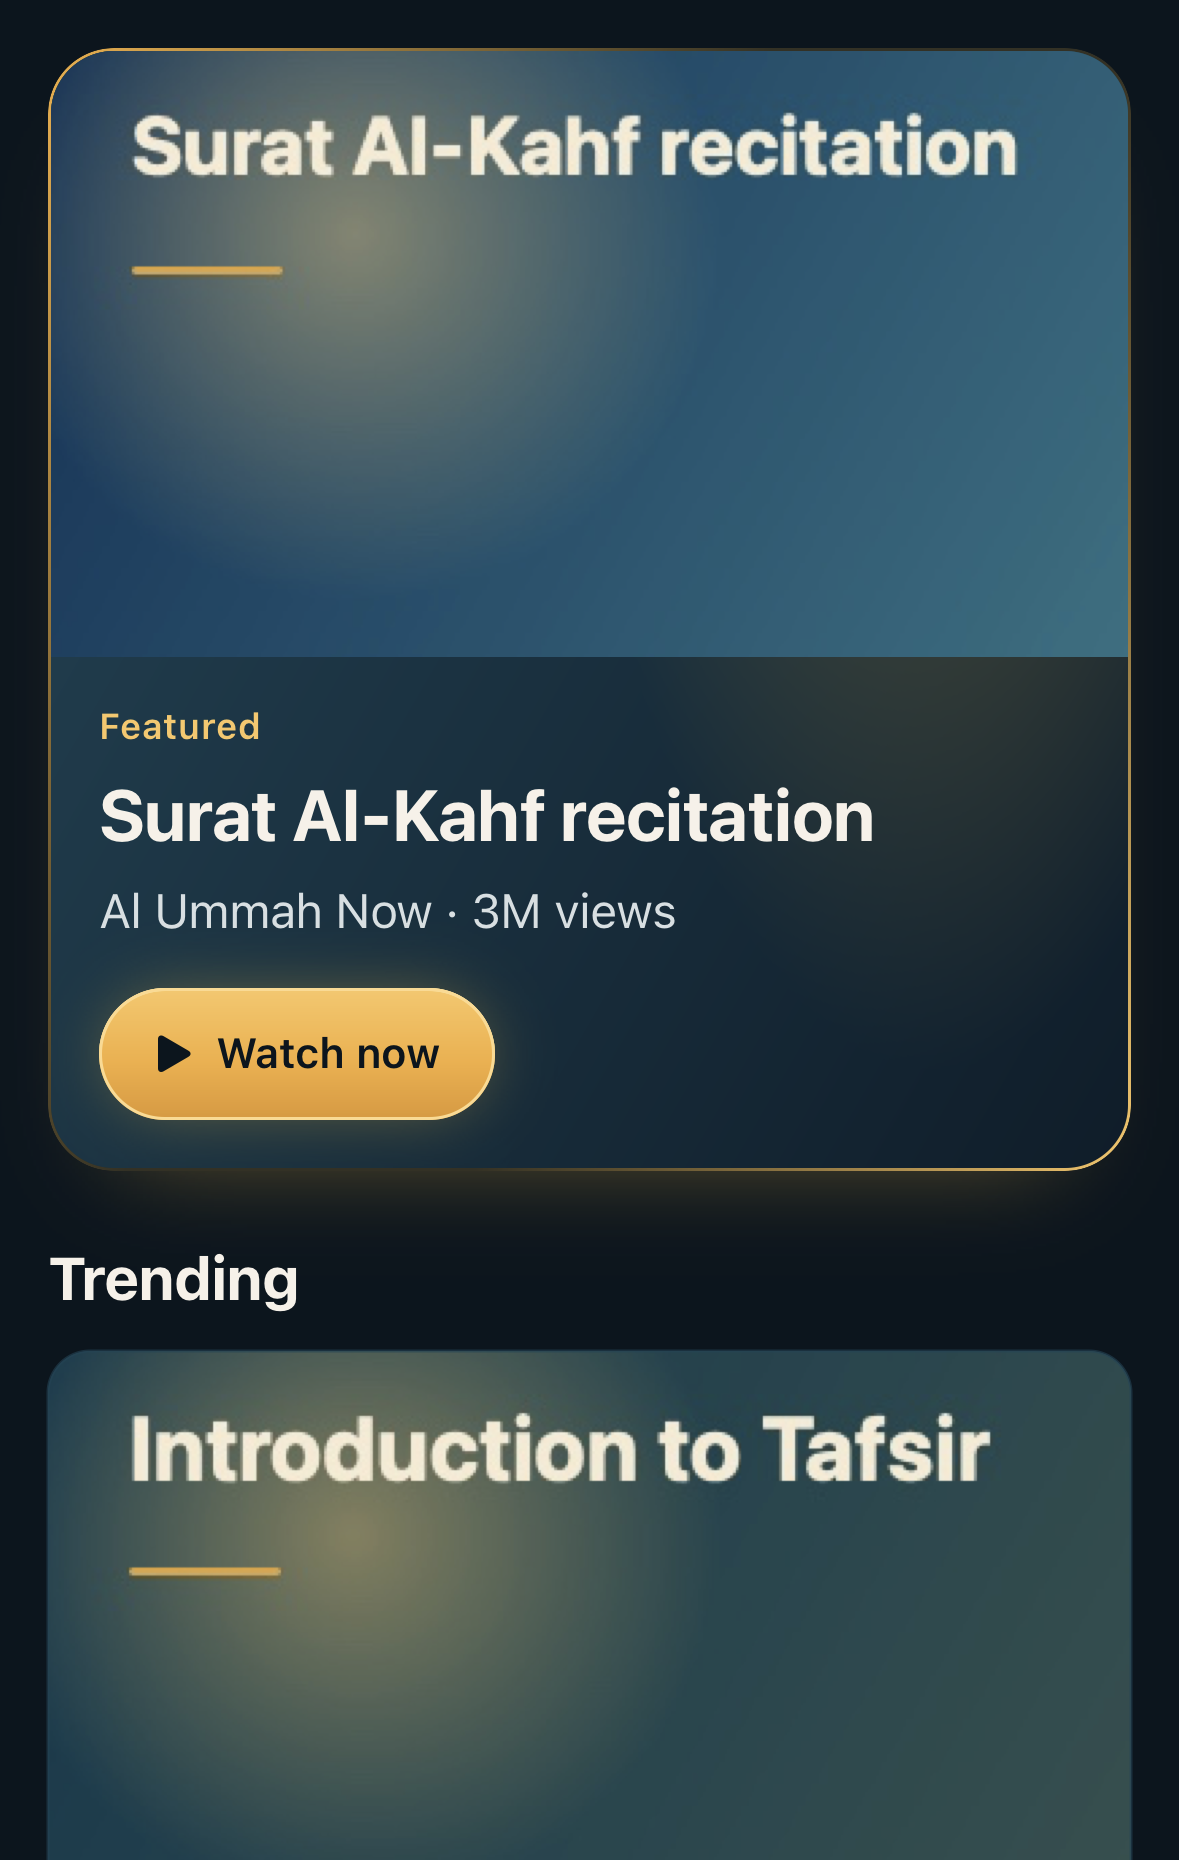 Surat Al-Kahf recitation
Featured
Surat Al-Kahf recitation
Al Ummah Now · 3M views
Watch now
Trending
Introduction to Tafsir